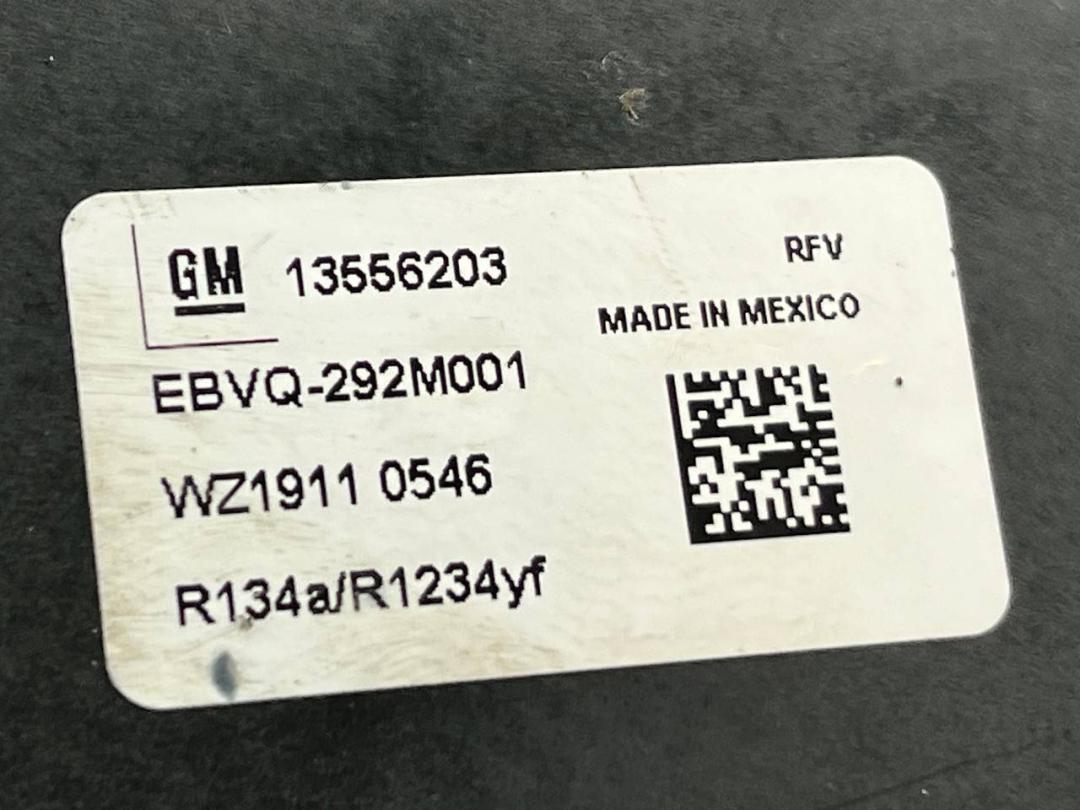 GM 13556203
RFV
MADE IN MEXICO
EBVQ-292M001
WZ1911 0546
R134a/R1234yf